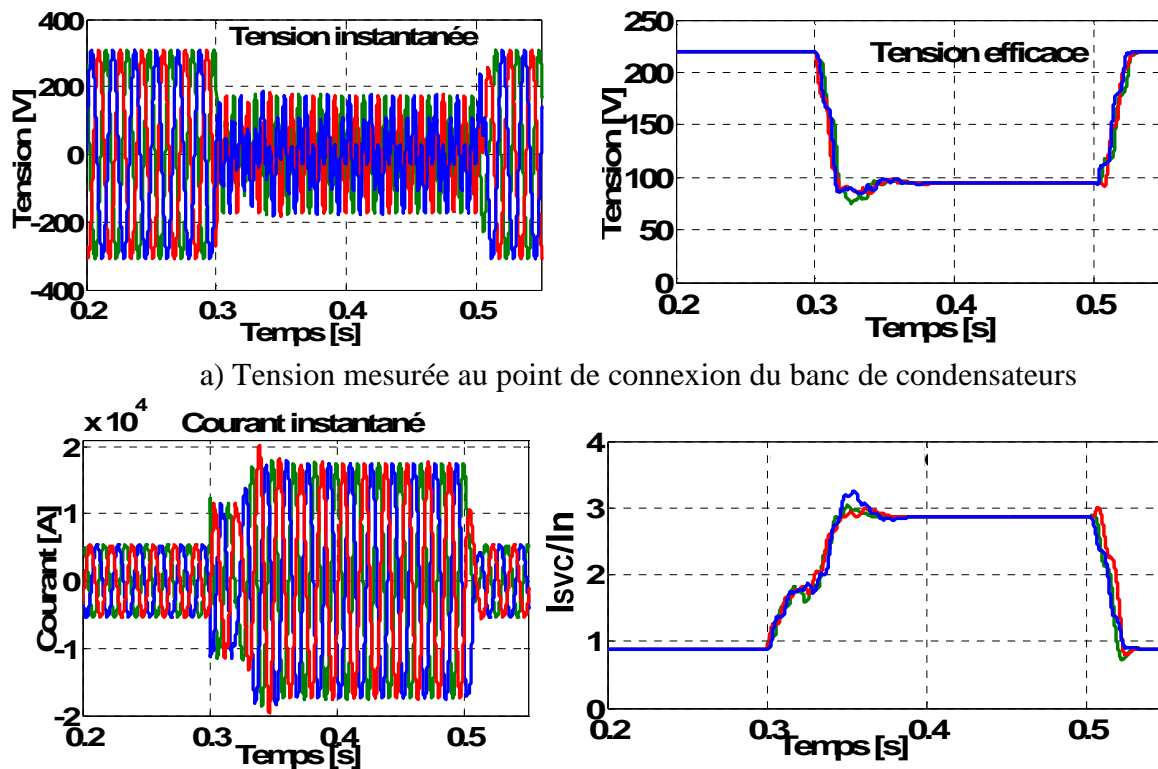 Tension instantanée
Tension [V]
400
200
0
-200
-400
0.2 0.3 0.4 0.5
Temps [s]
Tension efficace
Tension [V]
250
200
150
100
50
0
0.2 0.3 0.4 0.5
Temps [s]
a) Tension mesurée au point de connexion du banc de condensateurs
x 10^4
Courant instantané
Courant [A]
2
1
0
-1
-2
0.2 0.3 0.4 0.5
Temps [s]
Isvc/In
4
3
2
1
0
0.2 0.3 0.4 0.5
Temps [s]